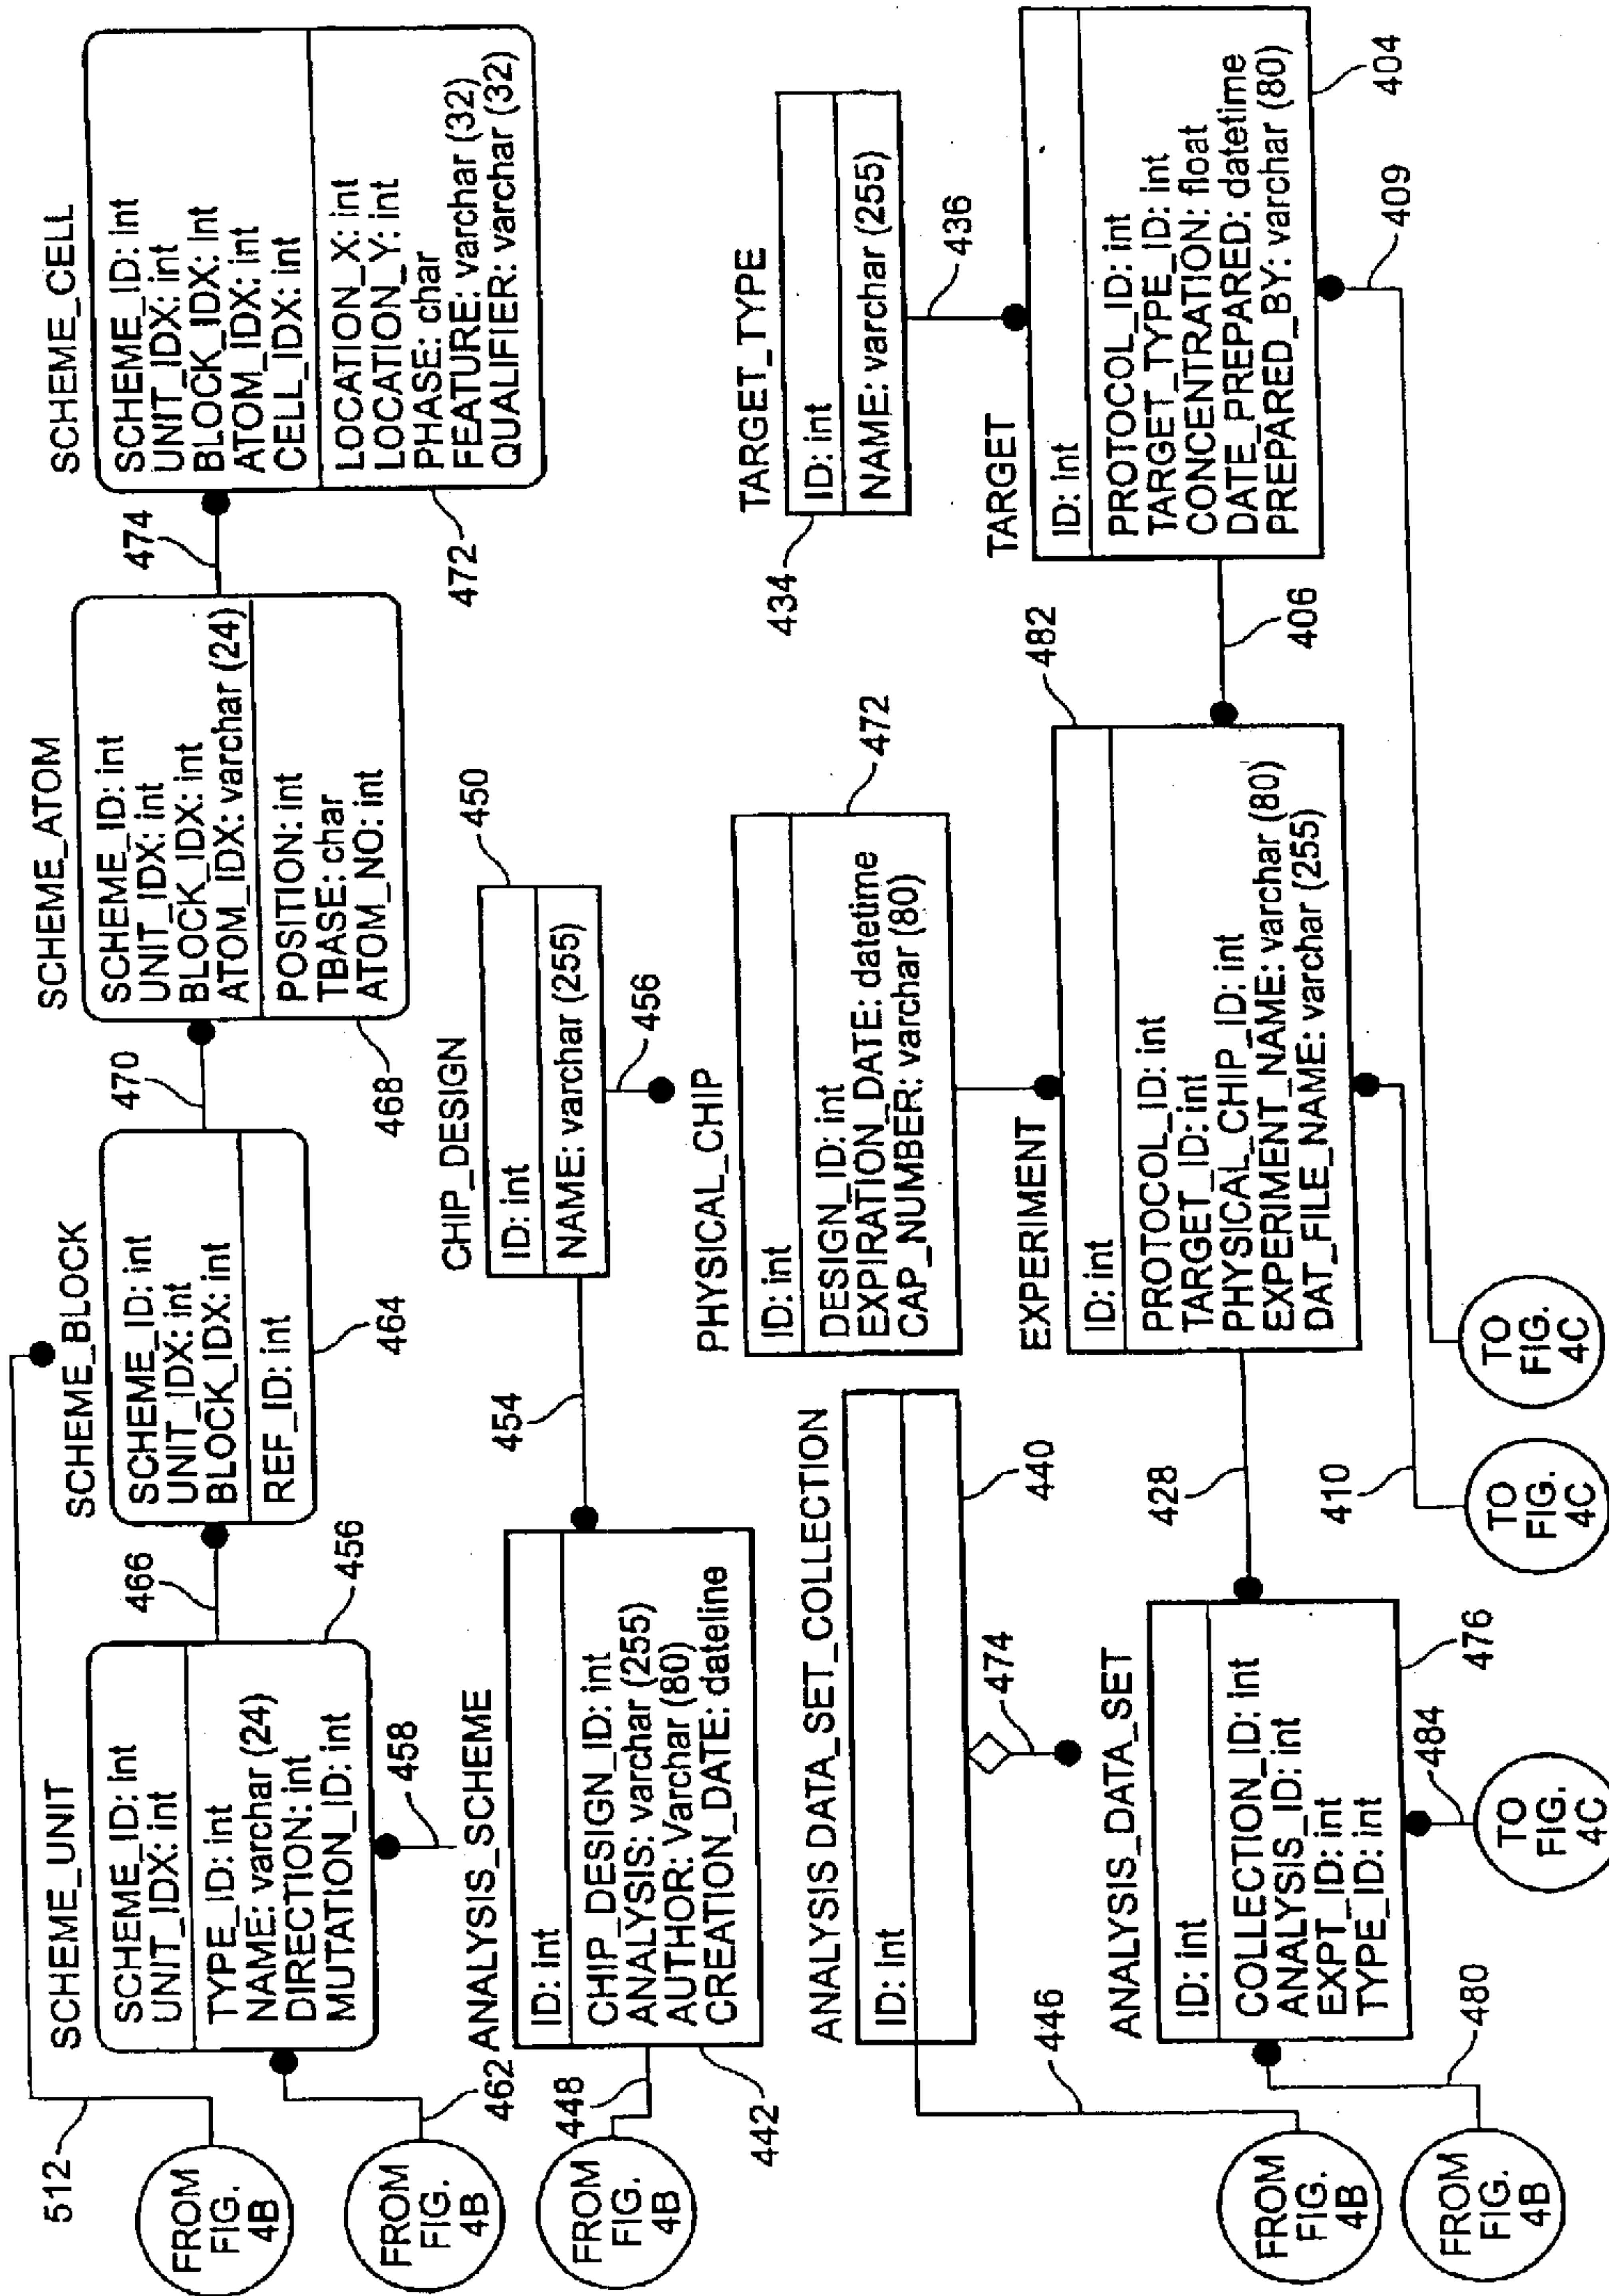 512
FROM
FIG.
4B
SCHEME_UNIT
SCHEME_ID: int
UNIT_IDX: int
TYPE_ID: int
NAME: varchar (24)
DIRECTION: int
MUTATION_ID: int
456
466
SCHEME_BLOCK
SCHEME_ID: int
UNIT_IDX: int
BLOCK_IDX: int
REF_ID: int
464
470
SCHEME_ATOM
SCHEME_ID: int
UNIT_IDX: int
BLOCK_IDX: int
ATOM_IDX: varchar (24)
POSITION: int
TBASE: char
ATOM_NO: int
468
474
SCHEME_CELL
SCHEME_ID: int
UNIT_IDX: int
BLOCK_IDX: int
ATOM_IDX: int
CELL_IDX: int
LOCATION_X: int
LOCATION_Y: int
PHASE: char
FEATURE: varchar (32)
QUALIFIER: varchar (32)
472
FROM
FIG.
4B
462
458
FROM
FIG.
4B
448
ANALYSIS_SCHEME
ID: int
CHIP_DESIGN_ID: int
ANALYSIS: varchar (255)
AUTHOR: Varchar (80)
CREATION_DATE: dateline
442
454
CHIP_DESIGN
ID: int
NAME: varchar (255)
450
456
ANALYSIS DATA_SET_COLLECTION
ID: int
440
446
474
PHYSICAL_CHIP
ID: int
DESIGN_ID: int
EXPIRATION_DATE: datetime
CAP_NUMBER: varchar (80)
472
TARGET_TYPE
ID: int
NAME: varchar (255)
434
436
FROM
FIG.
4B
FROM
FIG.
4B
480
ANALYSIS_DATA_SET
ID: int
COLLECTION_ID: int
ANALYSIS_ID: int
EXPT_ID: int
TYPE_ID: int
476
484
428
EXPERIMENT
ID: int
PROTOCOL_ID: int
TARGET_ID: int
PHYSICAL_CHIP_ID: int
EXPERIMENT_NAME: varchar (80)
DAT_FILE_NAME: varchar (255)
482
406
TARGET
ID: int
PROTOCOL_ID: int
TARGET_TYPE_ID: int
CONCENTRATION: float
DATE_PREPARED: datetime
PREPARED_BY: varchar (80)
404
409
410
TO
FIG.
4C
TO
FIG.
4C
TO
FIG.
4C